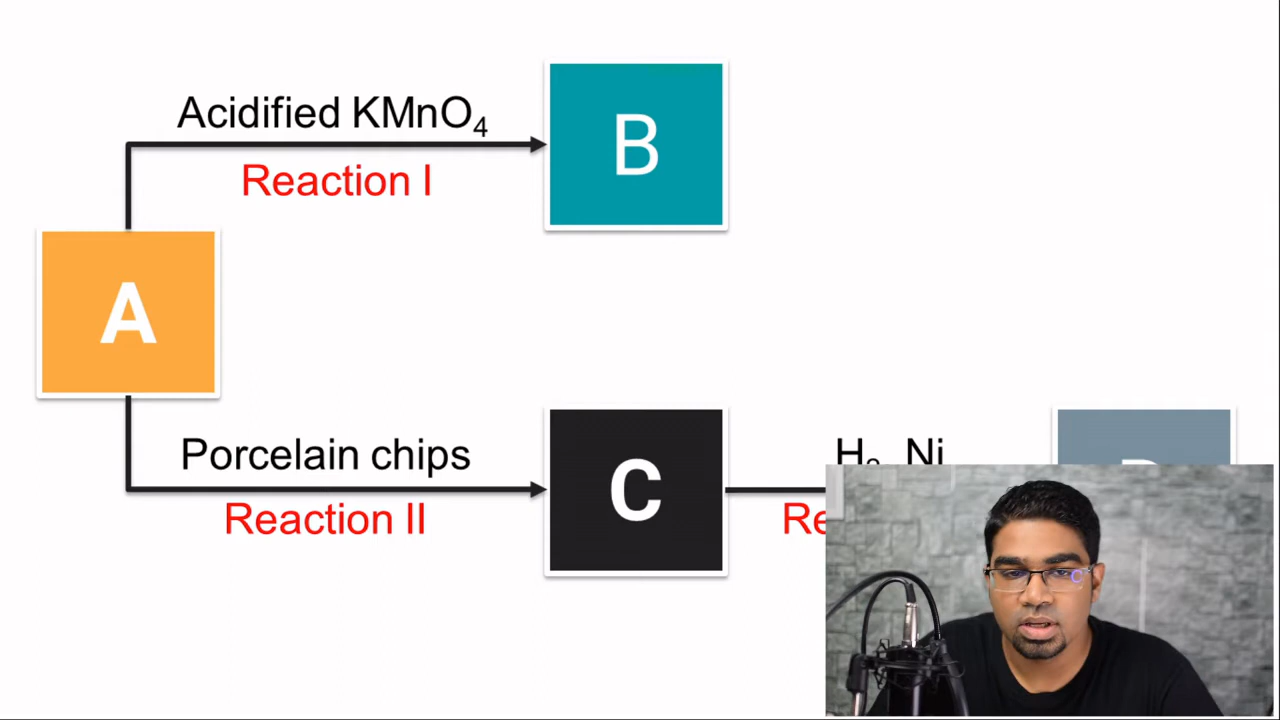 Acidified KMnO₄
Reaction I
B
A
Porcelain chips
Reaction II
C